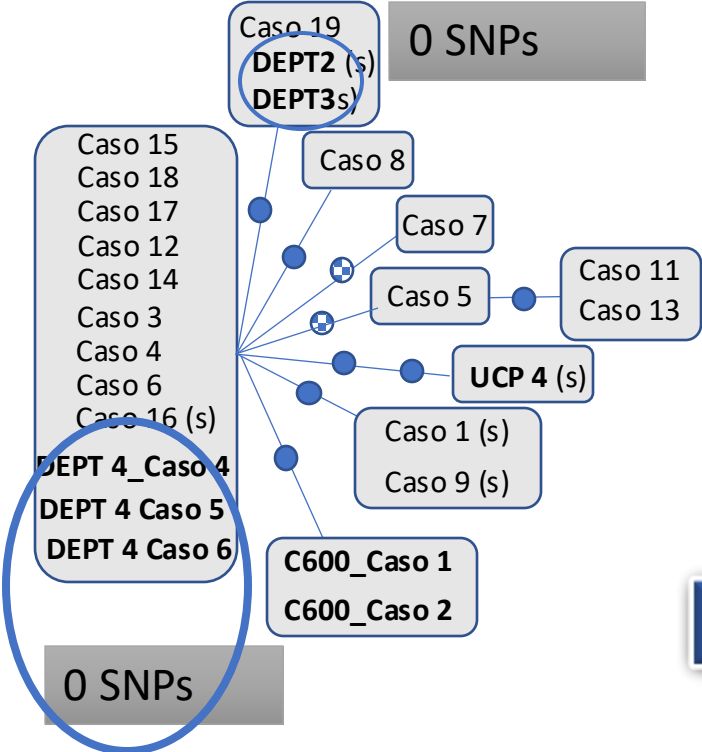 Caso 19
DEPT2 (s)
DEPT3s)
0 SNPs
Caso 15
Caso 18
Caso 17
Caso 12
Caso 14
Caso 3
Caso 4
Caso 6
Caso 16 (s)
DEPT 4_Caso 4
DEPT 4 Caso 5
DEPT 4 Caso 6
0 SNPs
Caso 8
Caso 7
Caso 5
Caso 11
Caso 13
UCP 4 (s)
Caso 1 (s)
Caso 9 (s)
C600_Caso 1
C600_Caso 2